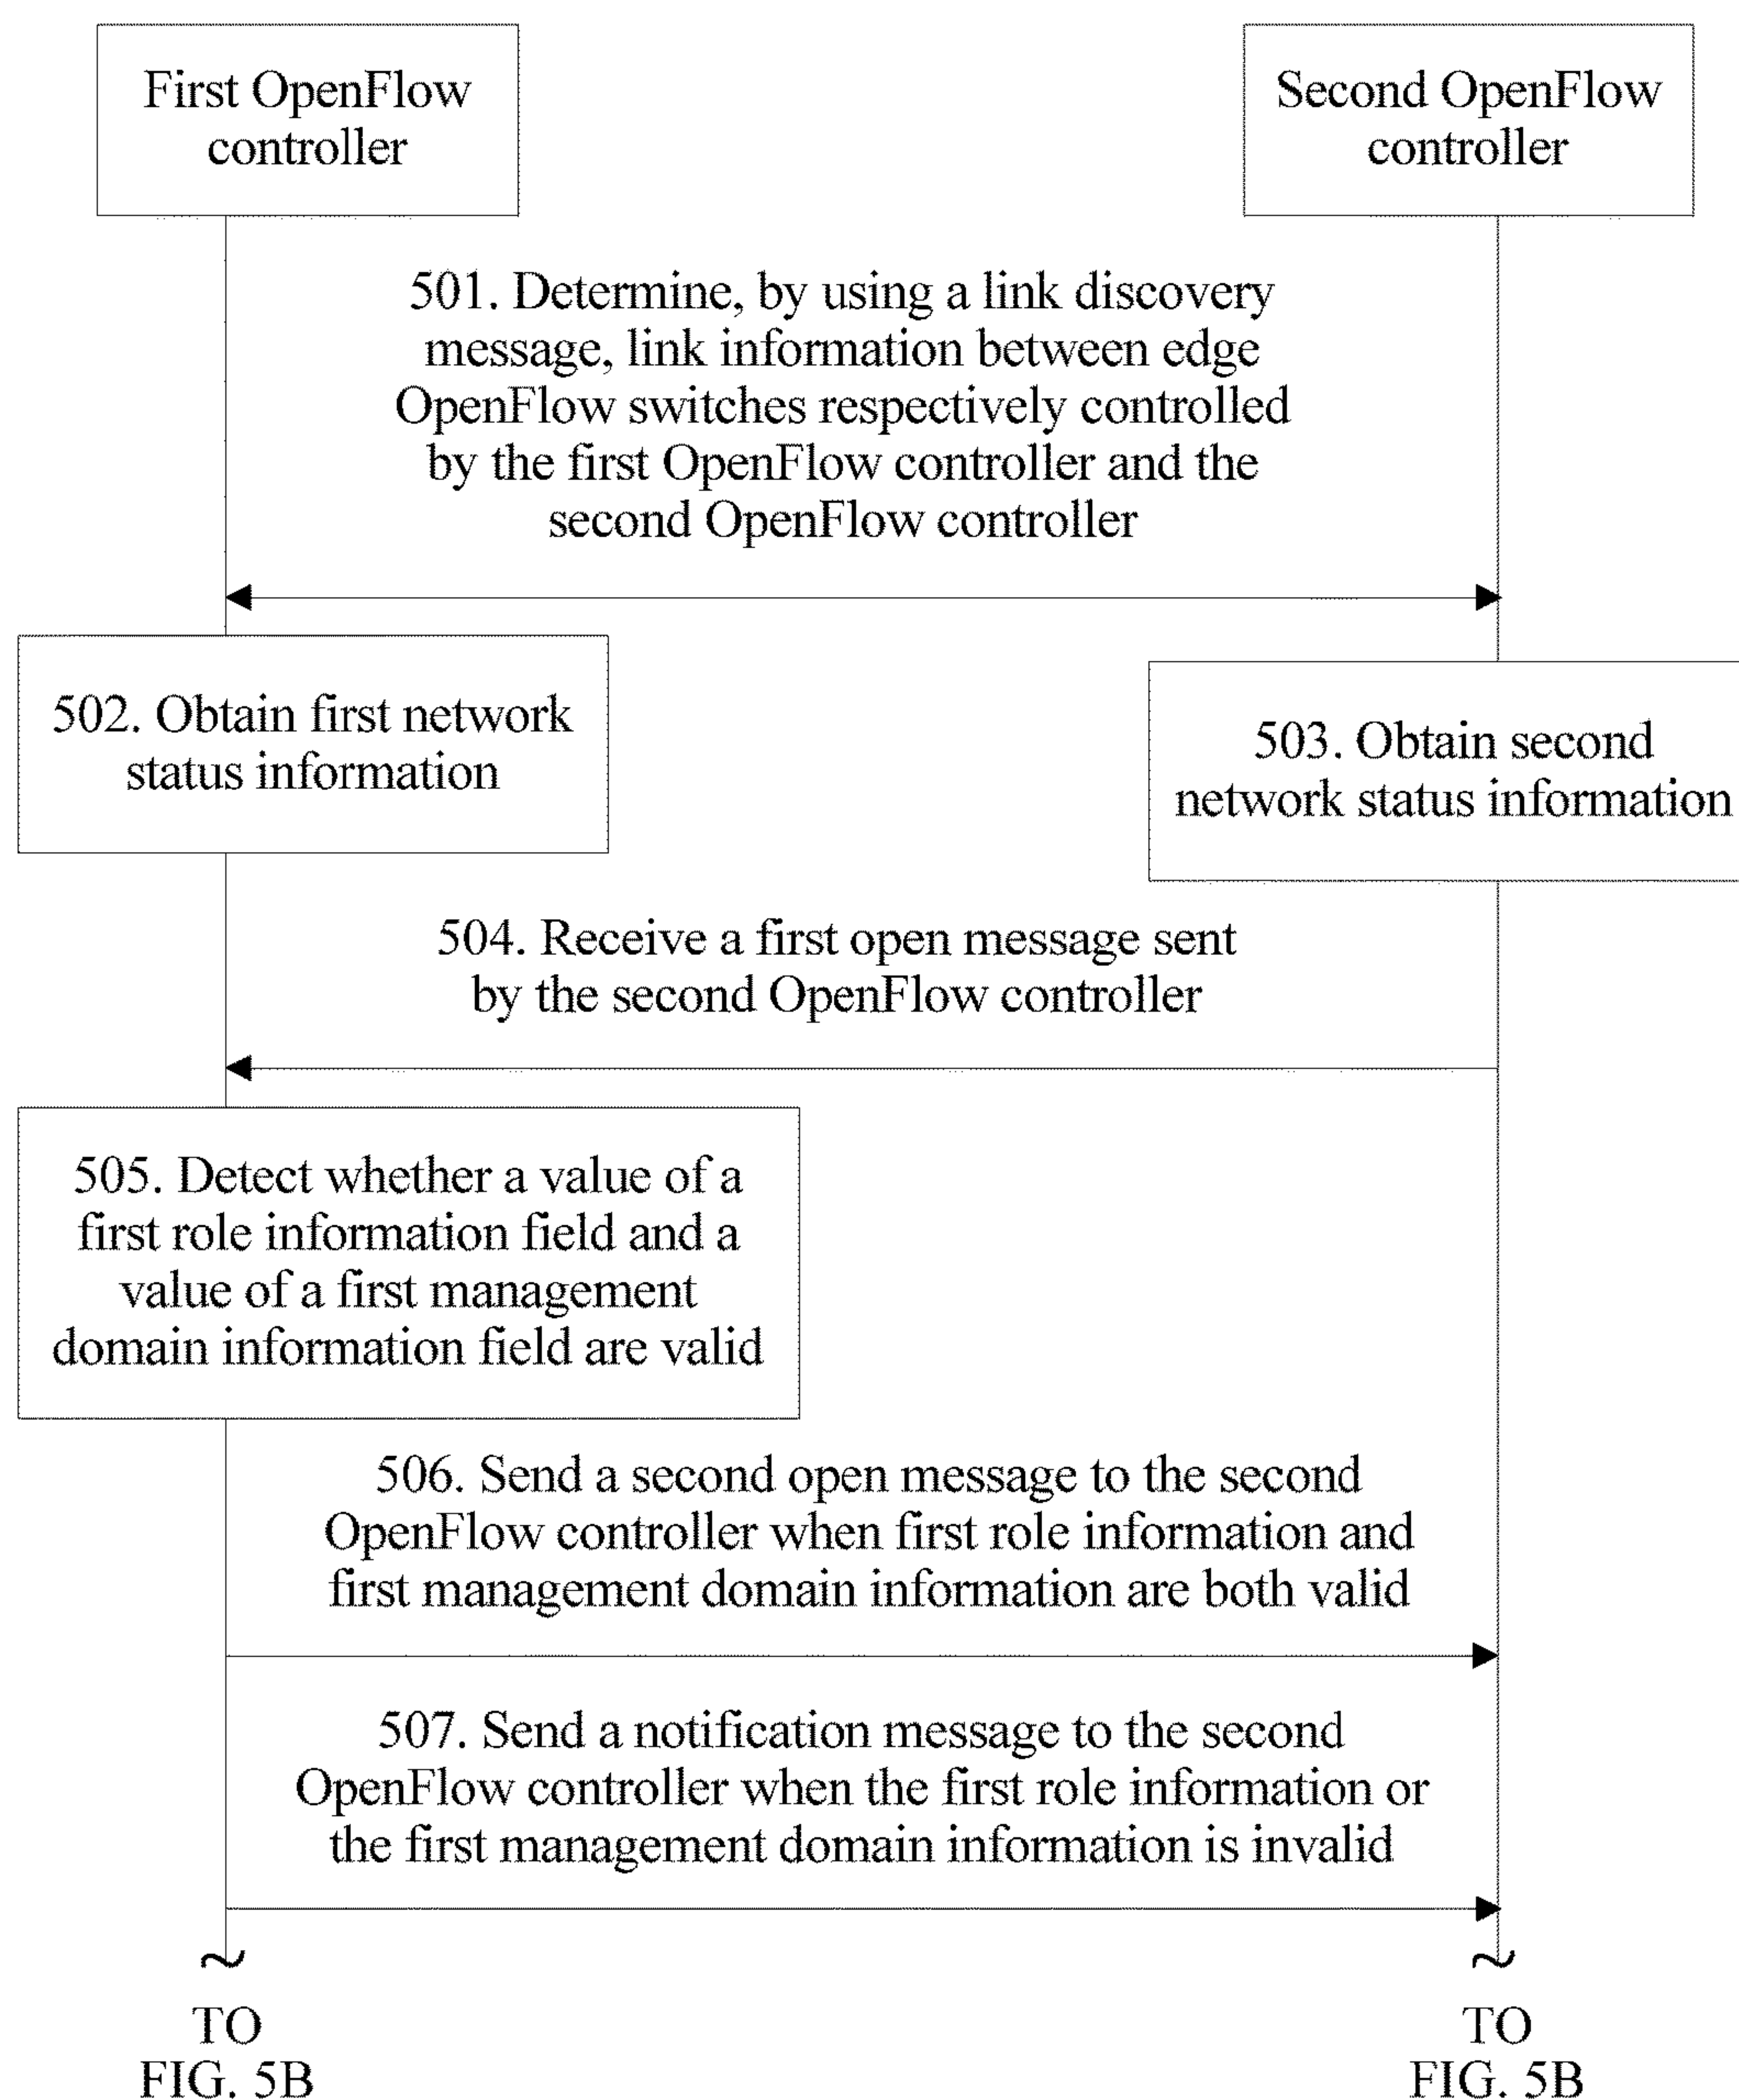 First OpenFlow
controller
Second OpenFlow
controller
501. Determine, by using a link discovery
message, link information between edge
OpenFlow switches respectively controlled
by the first OpenFlow controller and the
second OpenFlow controller
502. Obtain first network
status information
503. Obtain second
network status information
504. Receive a first open message sent
by the second OpenFlow controller
505. Detect whether a value of a
first role information field and a
value of a first management
domain information field are valid
506. Send a second open message to the second
OpenFlow controller when first role information and
first management domain information are both valid
507. Send a notification message to the second
OpenFlow controller when the first role information or
the first management domain information is invalid
~
TO
FIG. 5B
~
TO
FIG. 5B